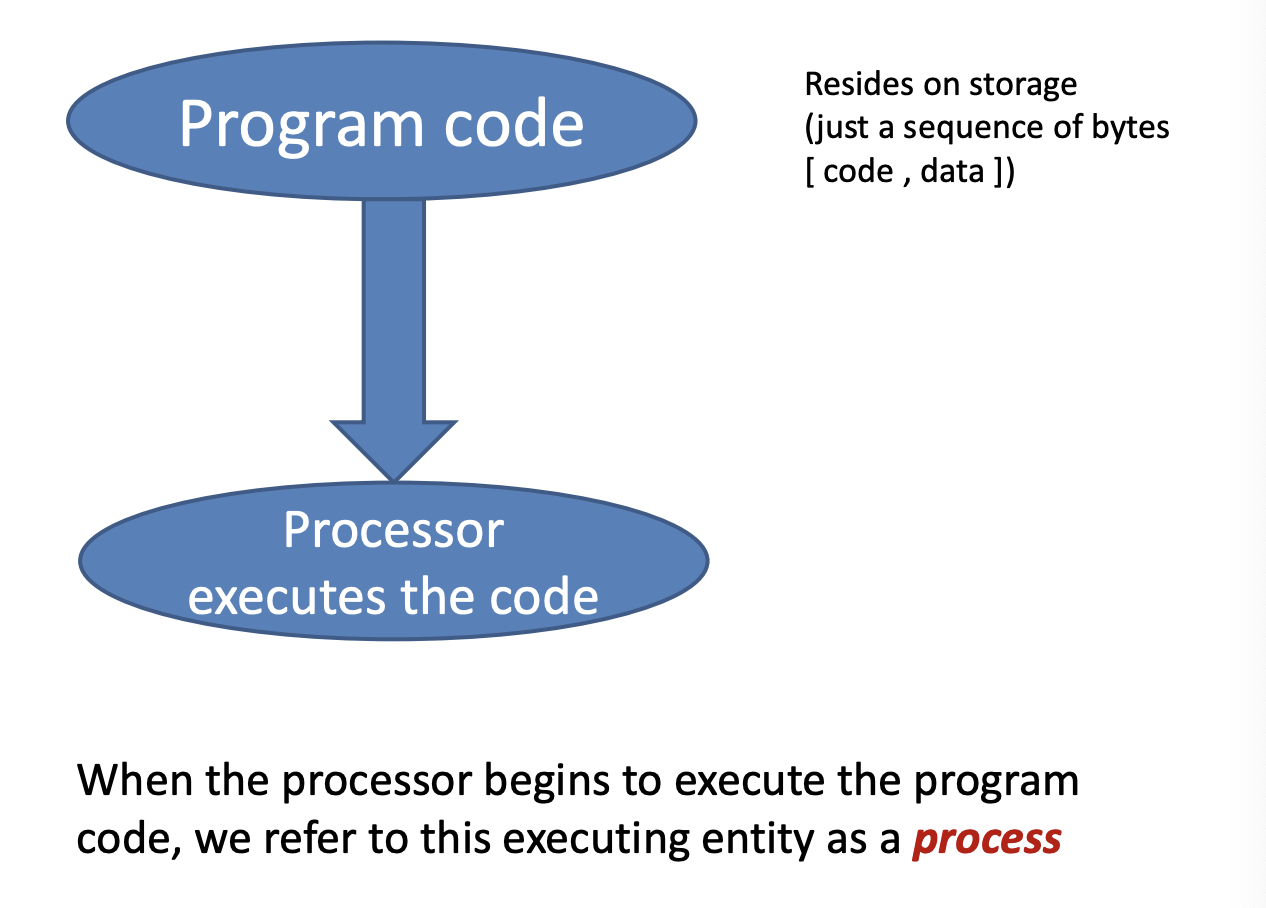 Program code
Resides on storage
(just a sequence of bytes
[ code , data ])
Processor
executes the code
When the processor begins to execute the program
code, we refer to this executing entity as a process